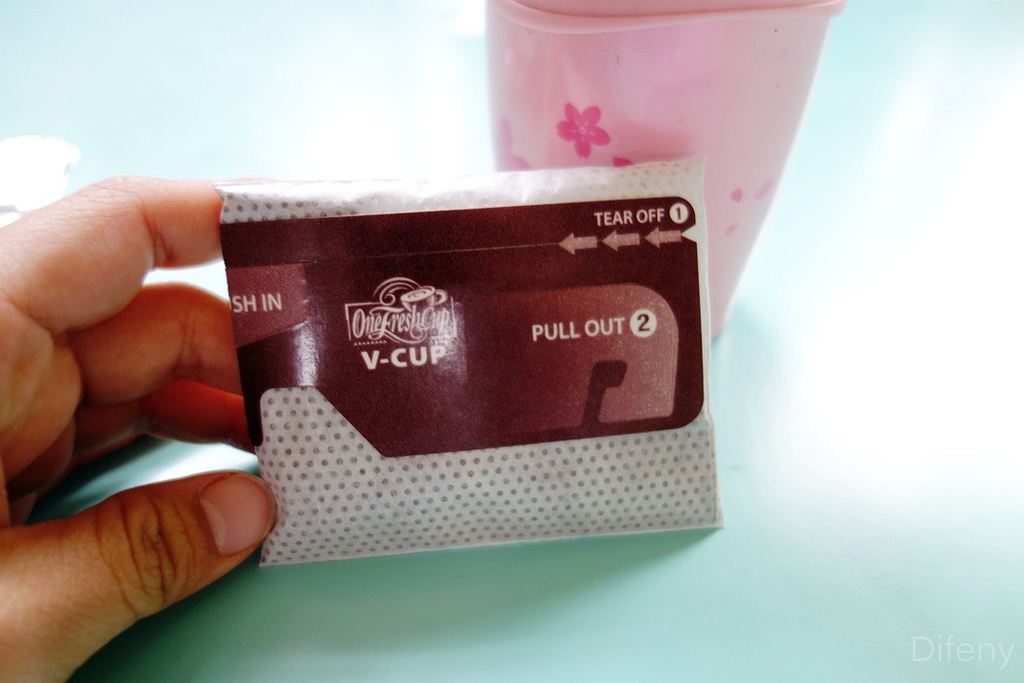 TEAR OFF 1
SH IN
OneFreshCup
V-CUP
PULL OUT 2
Difeny